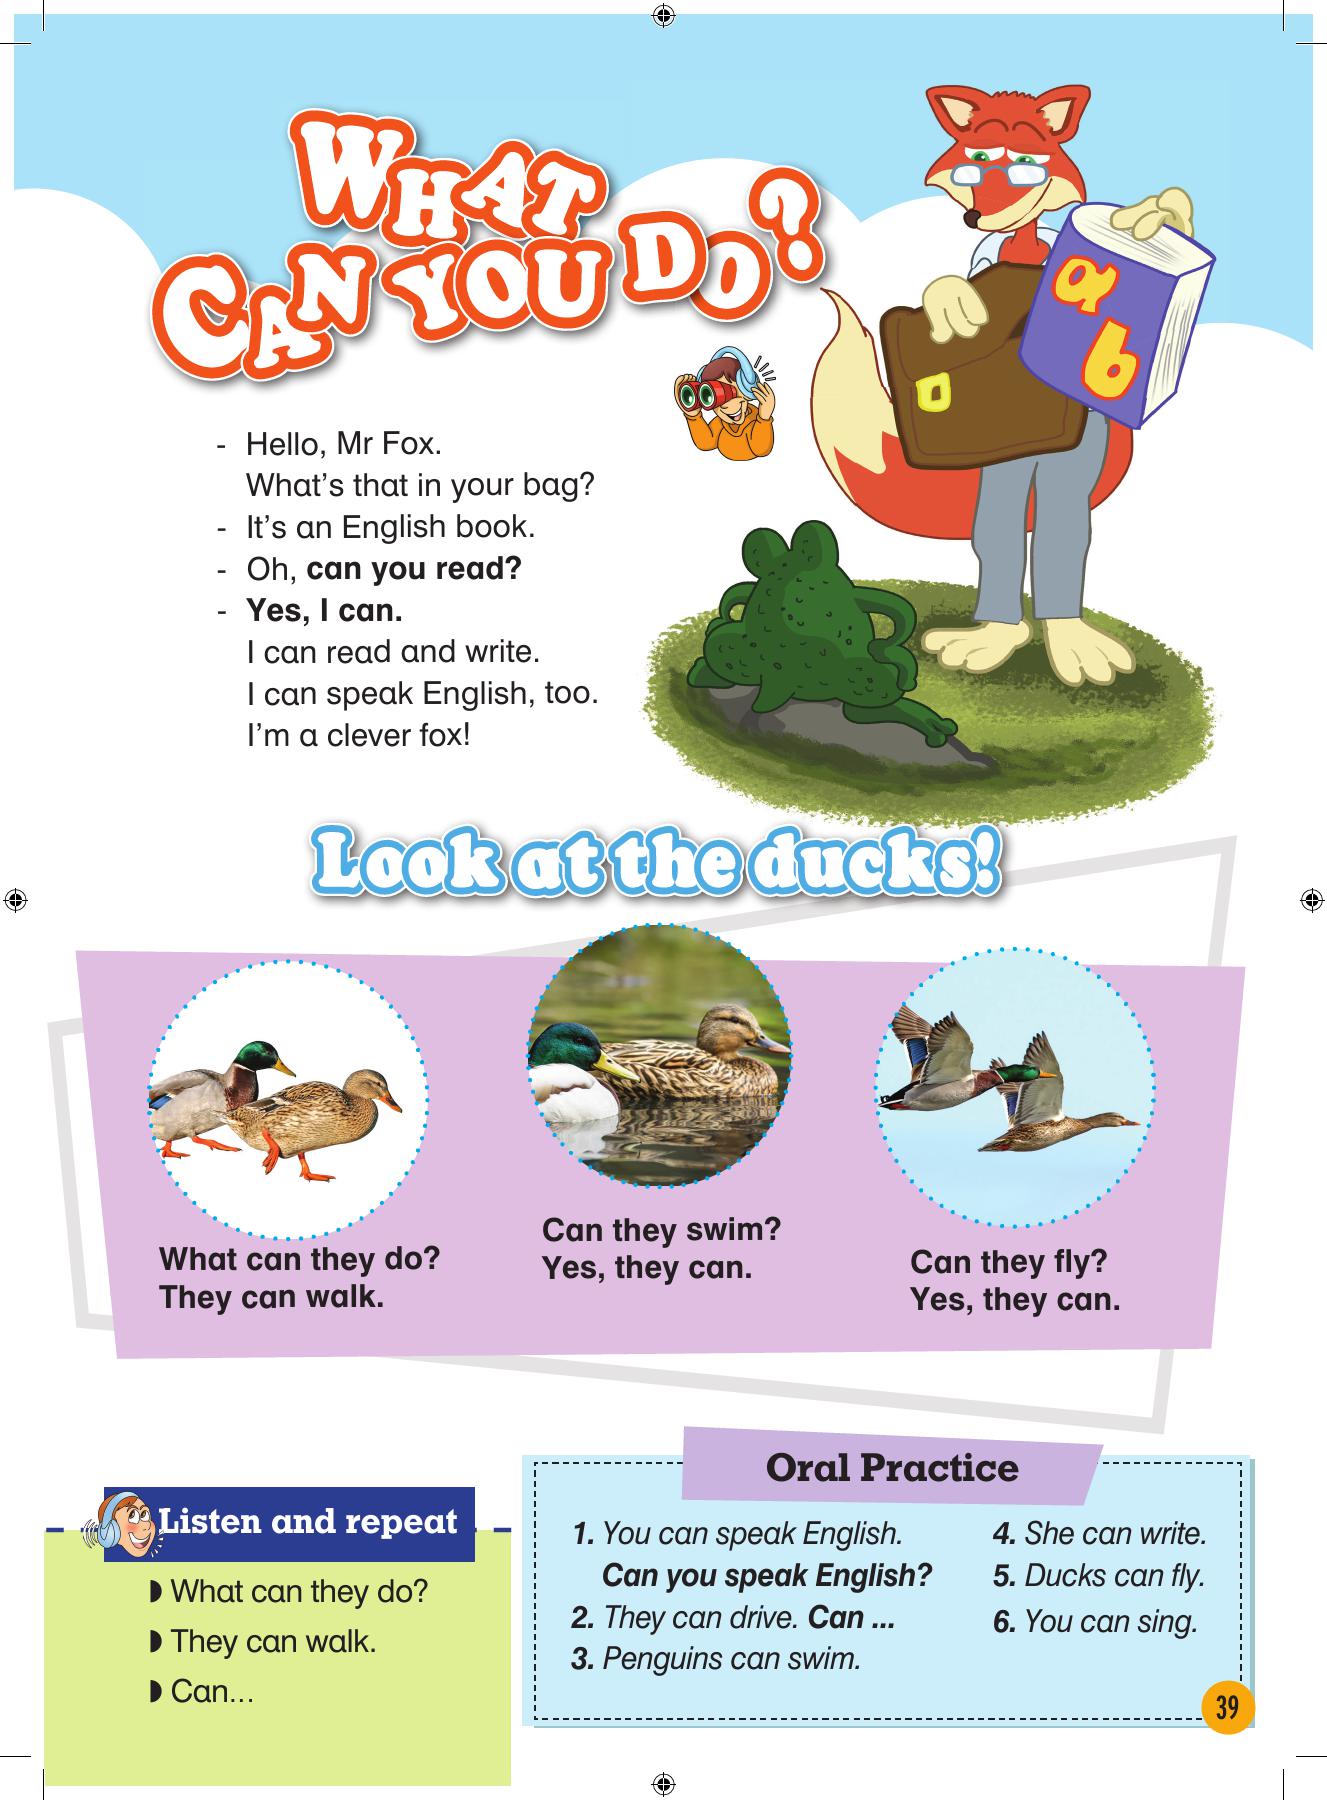 WHAT
CAN YOU DO?
a
b
- Hello, Mr Fox.
What's that in your bag?
- It's an English book.
- Oh, can you read?
- Yes, I can.
I can read and write.
I can speak English, too.
I'm a clever fox!
Look at the ducks!
What can they do?
They can walk.
Can they swim?
Yes, they can.
Can they fly?
Yes, they can.
Listen and repeat
◗ What can they do?
◗ They can walk.
◗ Can...
Oral Practice
1. You can speak English.
Can you speak English?
2. They can drive. Can ...
3. Penguins can swim.
4. She can write.
5. Ducks can fly.
6. You can sing.
39